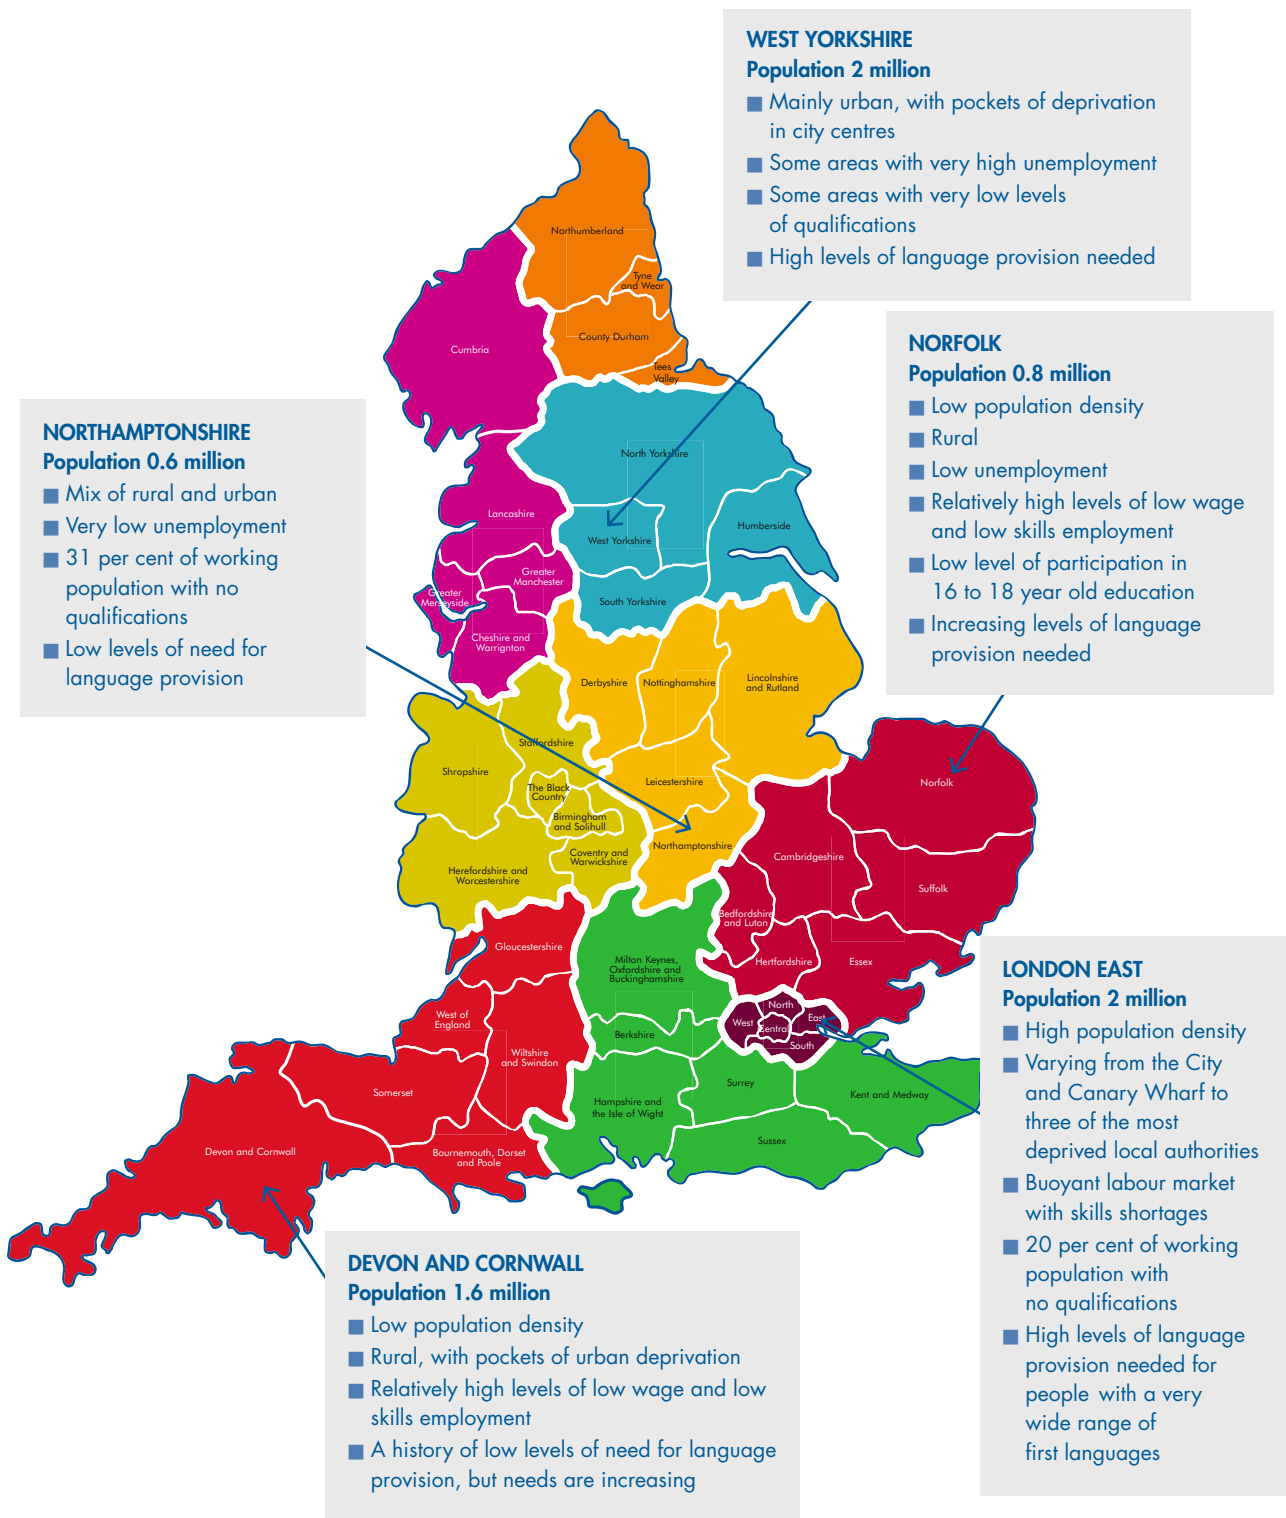 WEST YORKSHIRE
Population 2 million
■ Mainly urban, with pockets of deprivation
in city centres
■ Some areas with very high unemployment
■ Some areas with very low levels
of qualifications
■ High levels of language provision needed
NORFOLK
Population 0.8 million
■ Low population density
■ Rural
■ Low unemployment
■ Relatively high levels of low wage
and low skills employment
■ Low level of participation in
16 to 18 year old education
■ Increasing levels of language
provision needed
NORTHAMPTONSHIRE
Population 0.6 million
■ Mix of rural and urban
■ Very low unemployment
■ 31 per cent of working
population with no
qualifications
■ Low levels of need for
language provision
Northumberland
Tyne
and Wear
County Durham
Tees
Valley
Cumbria
North Yorkshire
Lancashire
West Yorkshire
Humberside
Greater
Manchester
Greater
Merseyside
South Yorkshire
Cheshire and
Warrignton
Derbyshire
Nottinghamshire
Lincolnshire
and Rutland
Staffordshire
Shropshire
Leicestershire
The Black
Country
Birmingham
and Solihull
Norfolk
Coventry and
Warwickshire
Northamptonshire
Cambridgeshire
Herefordshire and
Worcestershire
Suffolk
Bedfordshire
and Luton
Gloucestershire
Milton Keynes,
Oxfordshire and
Buckinghamshire
Hertfordshire
Essex
West of
England
North
West
East
Central
South
Berkshire
Wiltshire
and Swindon
Somerset
Surrey
Kent and Medway
Hampshire and
the Isle of Wight
Sussex
Devon and Cornwall
Bournemouth, Dorset
and Poole
LONDON EAST
Population 2 million
■ High population density
■ Varying from the City
and Canary Wharf to
three of the most
deprived local authorities
■ Buoyant labour market
with skills shortages
■ 20 per cent of working
population with
no qualifications
■ High levels of language
provision needed for
people with a very
wide range of
first languages
DEVON AND CORNWALL
Population 1.6 million
■ Low population density
■ Rural, with pockets of urban deprivation
■ Relatively high levels of low wage and low
skills employment
■ A history of low levels of need for language
provision, but needs are increasing